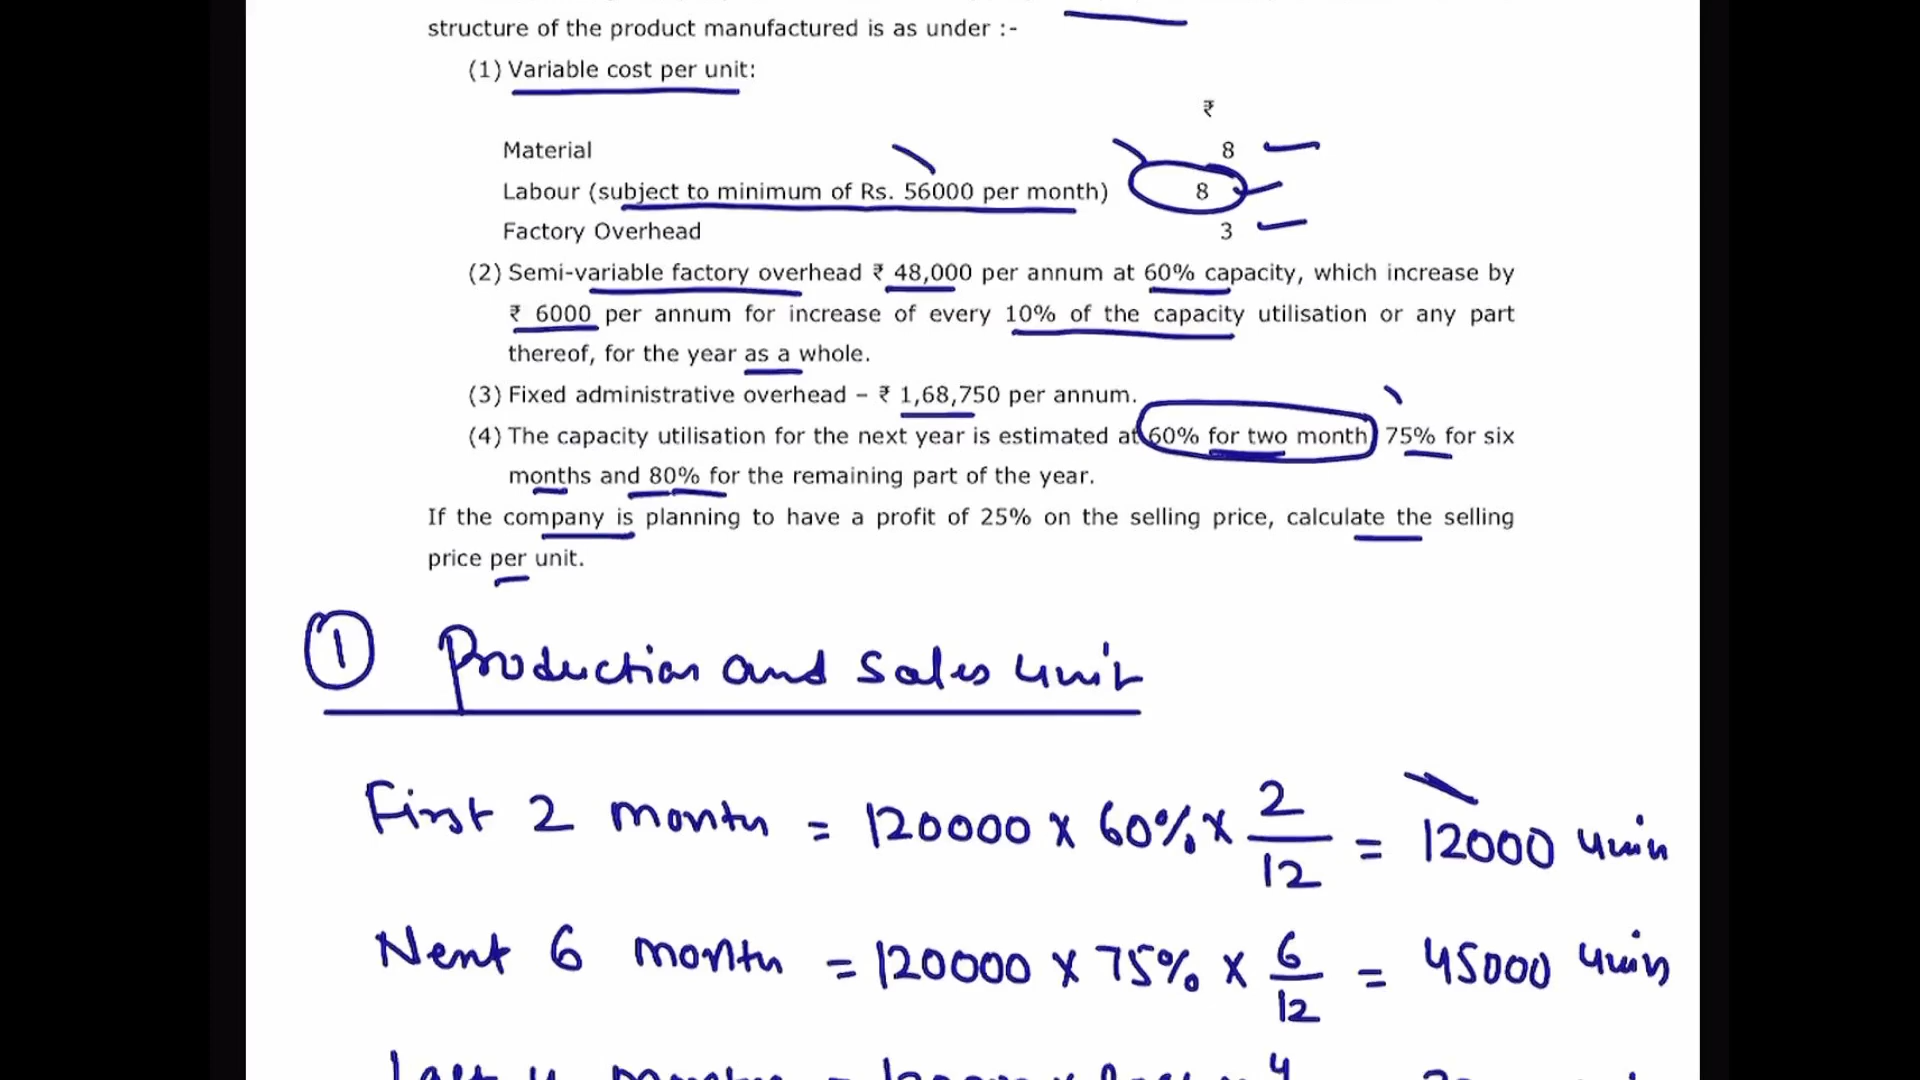 structure of the product manufactured is as under :-
(1) Variable cost per unit:
₹
Material 8
Labour (subject to minimum of Rs. 56000 per month) 8
Factory Overhead 3
(2) Semi-variable factory overhead ₹ 48,000 per annum at 60% capacity, which increase by
₹ 6000 per annum for increase of every 10% of the capacity utilisation or any part
thereof, for the year as a whole.
(3) Fixed administrative overhead – ₹ 1,68,750 per annum.
(4) The capacity utilisation for the next year is estimated at 60% for two month 75% for six
months and 80% for the remaining part of the year.
If the company is planning to have a profit of 25% on the selling price, calculate the selling
price per unit.
① Production and Sales unit
First 2 month = 120000 x 60% x 2/12 = 12000 unit
Next 6 month = 120000 x 75% x 6/12 = 45000 unit